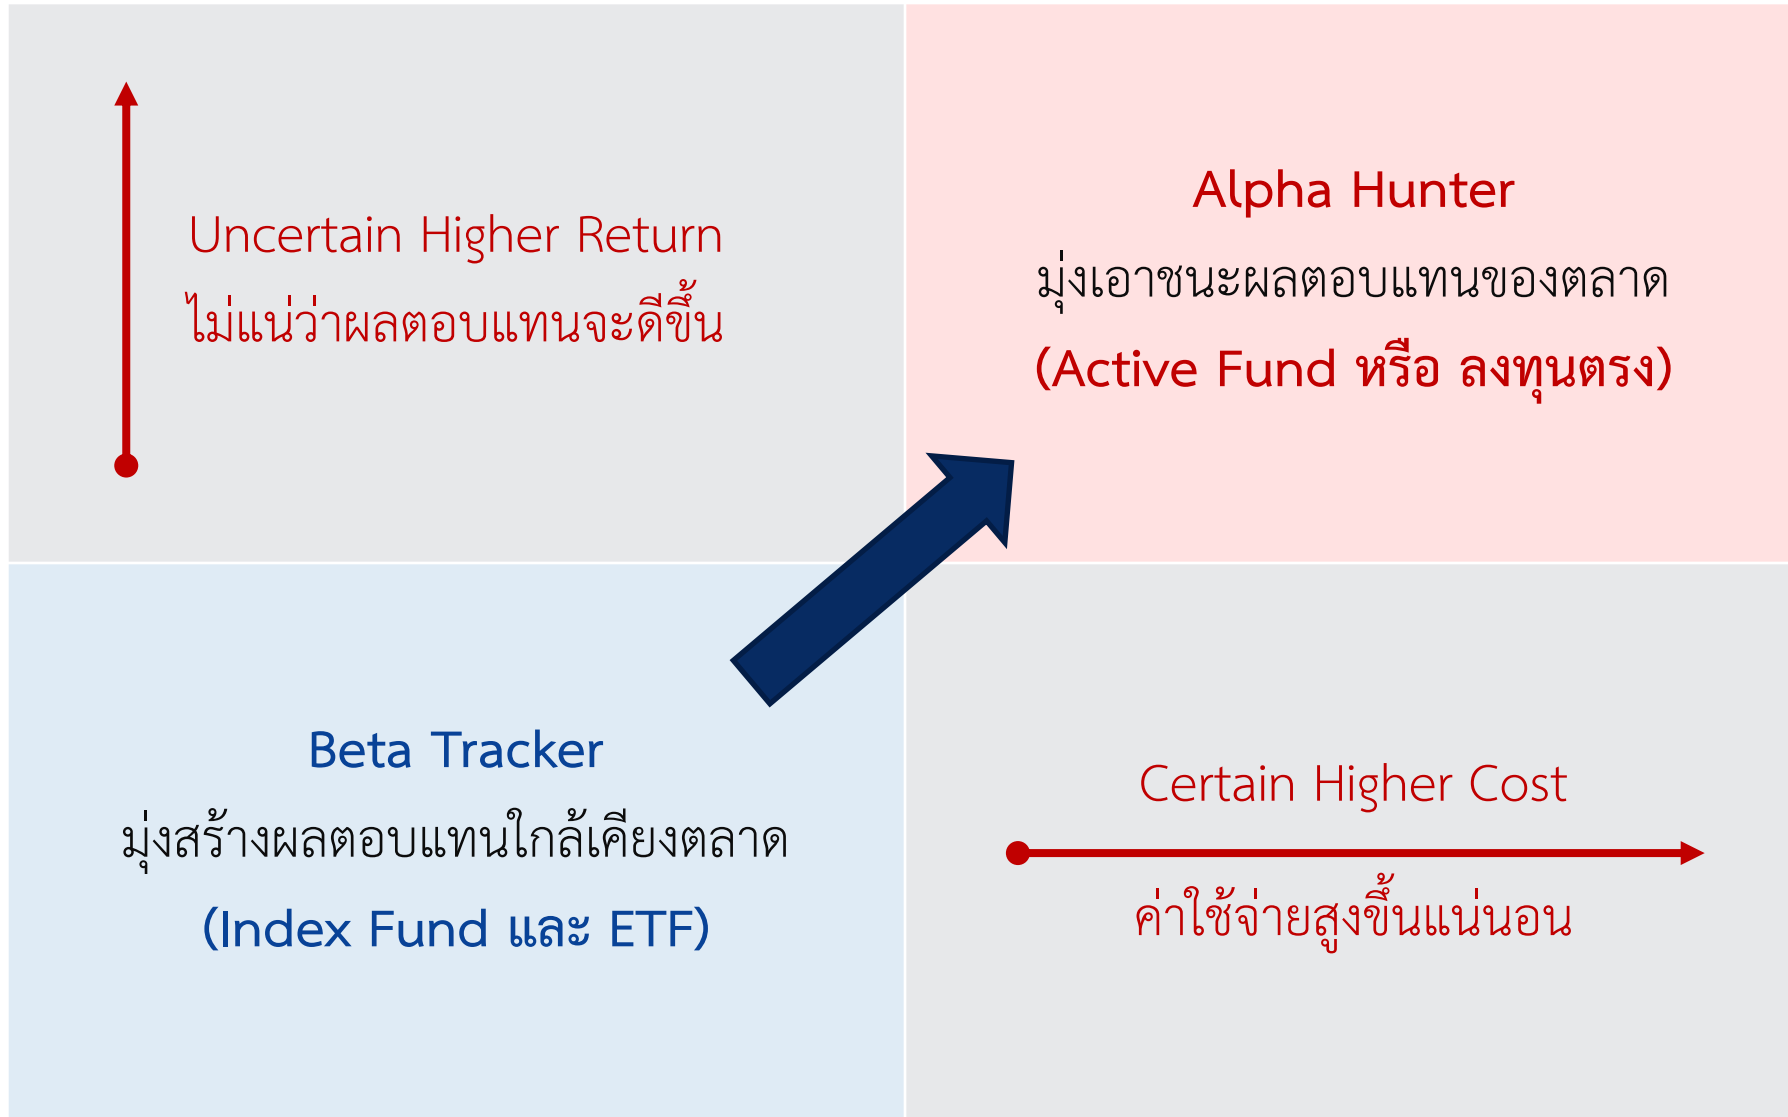 Uncertain Higher Return
ไม่แน่ว่าผลตอบแทนจะดีขึ้น
Alpha Hunter
มุ่งเอาชนะผลตอบแทนของตลาด
(Active Fund หรือ ลงทุนตรง)
Beta Tracker
มุ่งสร้างผลตอบแทนใกล้เคียงตลาด
(Index Fund และ ETF)
Certain Higher Cost
ค่าใช้จ่ายสูงขึ้นแน่นอน